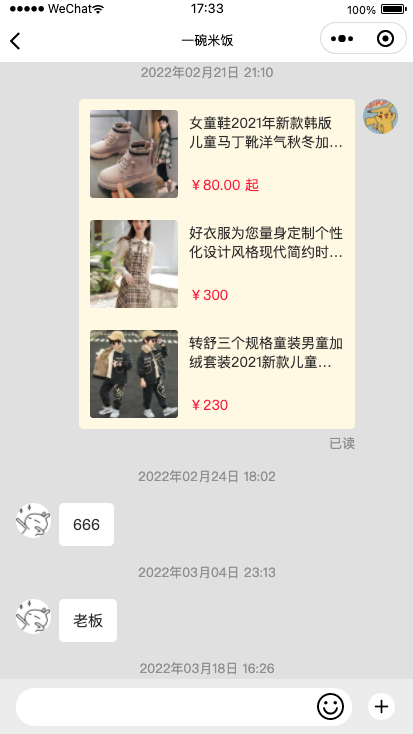 WeChat
17:33
100%
一碗米饭
2022年02月21日 21:10
女童鞋2021年新款韩版
儿童马丁靴洋气秋冬加…
￥80.00 起
好衣服为您量身定制个性
化设计风格现代简约时…
￥300
转舒三个规格童装男童加
绒套装2021新款儿童…
￥230
已读
2022年02月24日 18:02
666
2022年03月04日 23:13
老板
2022年03月18日 16:26